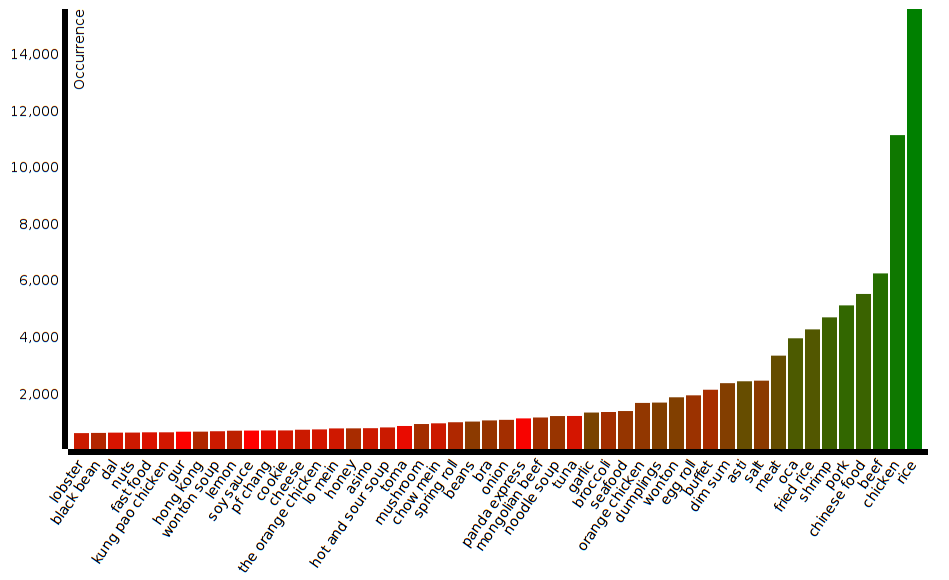 Occurrence
14,000
12,000
10,000
8,000
6,000
4,000
2,000
lobster
black bean
dal
nuts
fast food
kung pao chicken
gur
hong kong
wonton soup
lemon
soy sauce
pf chang
cookie
cheese
the orange chicken
lo mein
honey
asino
hot and sour soup
toma
mushroom
chow mein
spring roll
beans
bra
onion
panda express
mongolian beef
noodle soup
tuna
garlic
broccoli
seafood
orange chicken
dumplings
wonton
egg roll
buffet
dim sum
asti
salt
meat
oca
fried rice
shrimp
pork
chinese food
beef
chicken
rice